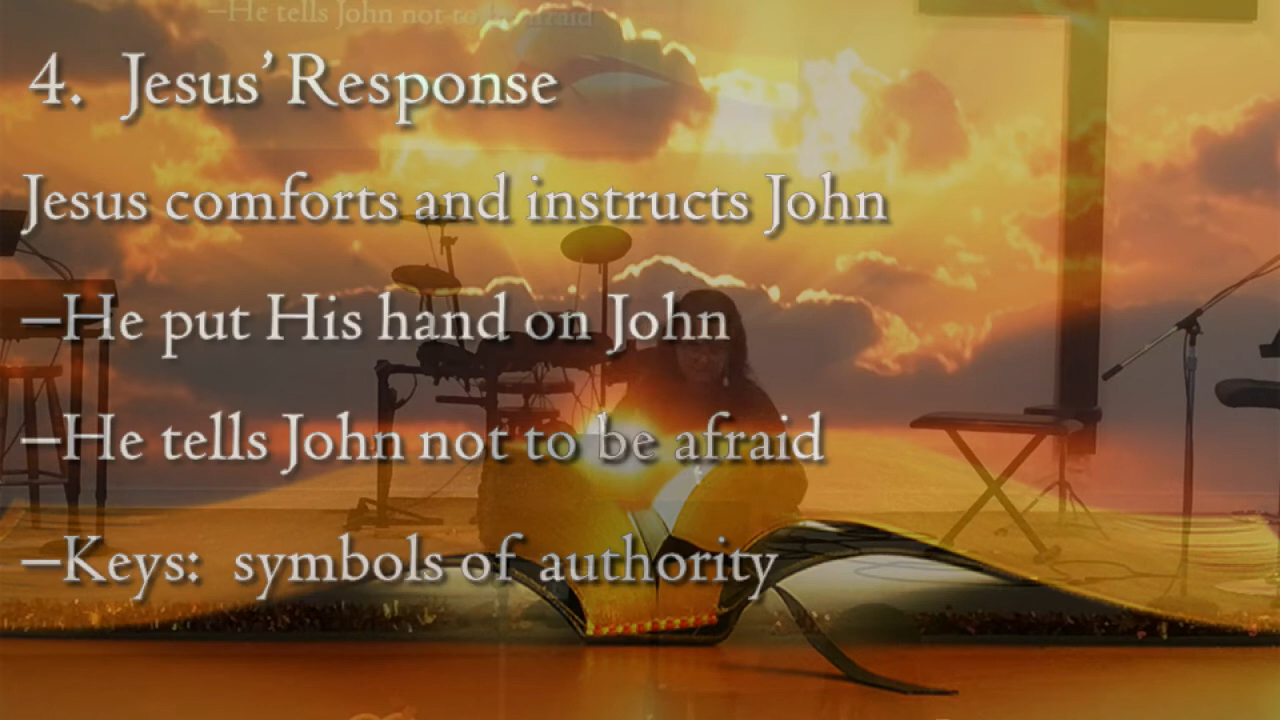 –He tells John not to be afraid
4. Jesus’ Response
Jesus comforts and instructs John
–He put His hand on John
–He tells John not to be afraid
–Keys: symbols of authority